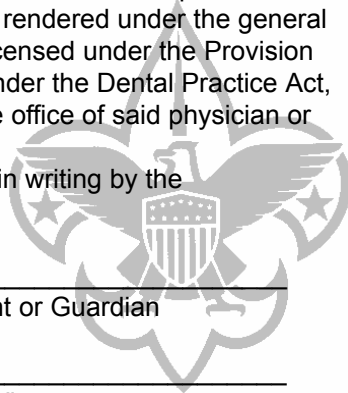 rendered under the general
censed under the Provision
nder the Dental Practice Act,
e office of said physician or
in writing by the
nt or Guardian